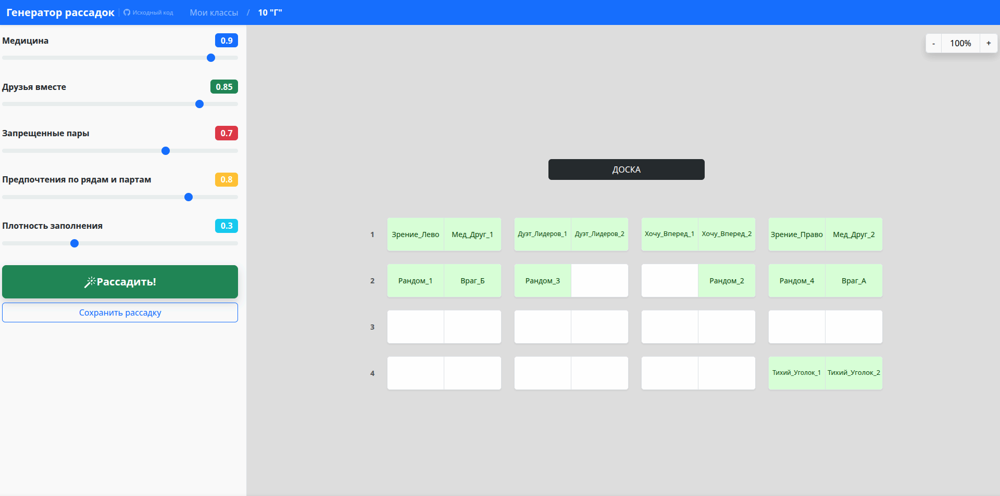 Генератор рассадок Исходный код Мои классы / 10 "Г"
Медицина 0.9
Друзья вместе 0.85
Запрещенные пары 0.7
Предпочтения по рядам и партам 0.8
Плотность заполнения 0.3
Рассадить!
Сохранить рассадку
- 100% +
ДОСКА
1 Зрение_Лево Мед_Друг_1 Дуэт_Лидеров_1 Дуэт_Лидеров_2 Хочу_Вперед_1 Хочу_Вперед_2 Зрение_Право Мед_Друг_2
2 Рандом_1 Враг_Б Рандом_3 Рандом_2 Рандом_4 Враг_А
3
4 Тихий_Уголок_1 Тихий_Уголок_2